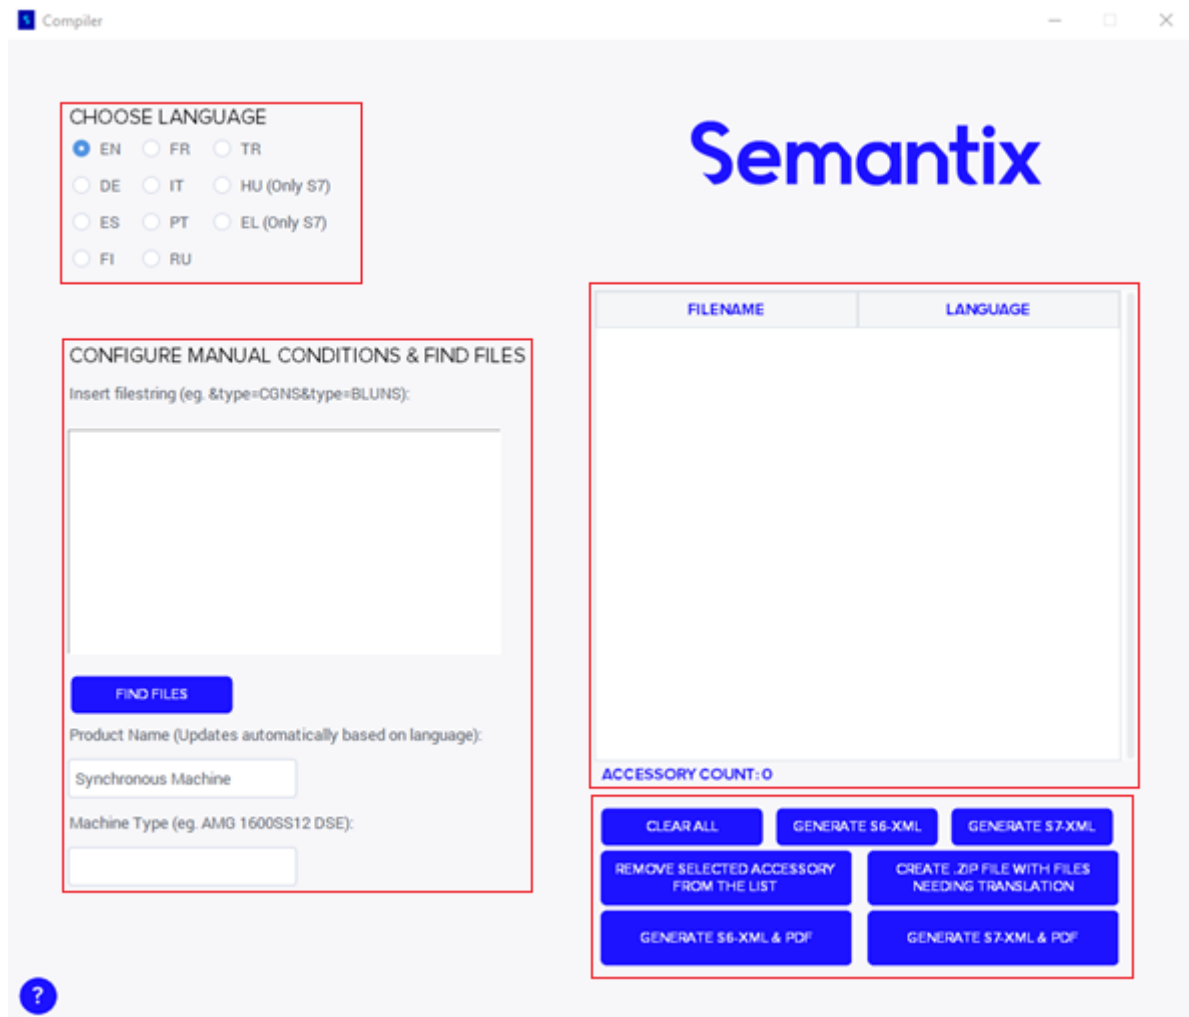 Compiler
CHOOSE LANGUAGE
EN FR TR
DE IT HU (Only S7)
ES PT EL (Only S7)
FI RU
Semantix
CONFIGURE MANUAL CONDITIONS & FIND FILES
Insert filestring (eg. &type=CGNS&type=BLUNS):
FIND FILES
Product Name (Updates automatically based on language):
Synchronous Machine
Machine Type (eg. AMG 1600SS12 DSE):
FILENAME LANGUAGE
ACCESSORY COUNT: 0
CLEAR ALL GENERATE S6-XML GENERATE S7-XML
REMOVE SELECTED ACCESSORY
FROM THE LIST
CREATE .ZIP FILE WITH FILES
NEEDING TRANSLATION
GENERATE S6-XML & PDF GENERATE S7-XML & PDF
?